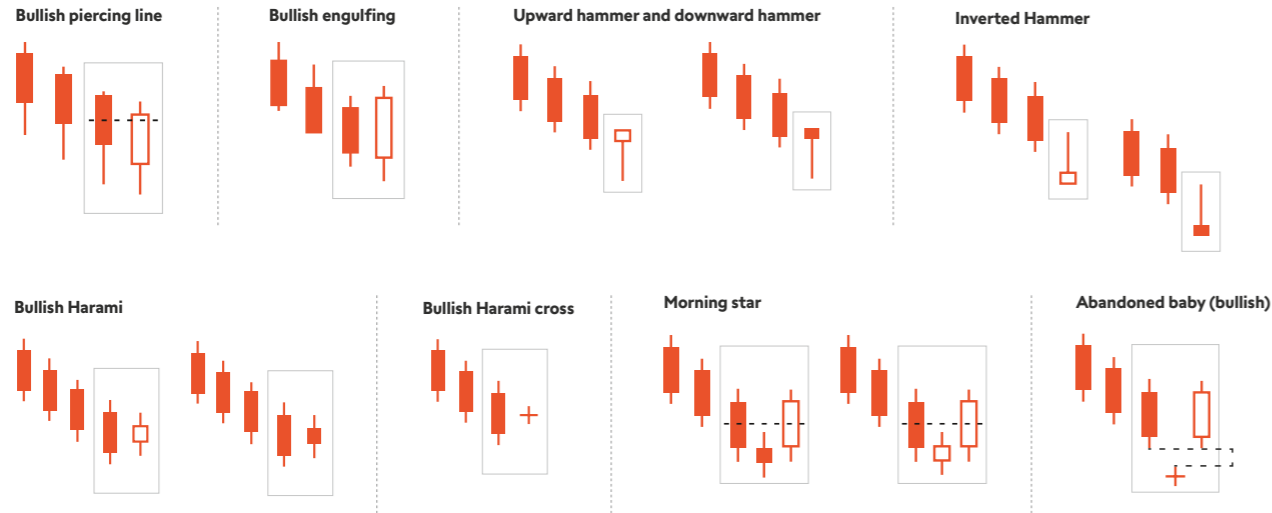 Bullish piercing line
Bullish engulfing
Upward hammer and downward hammer
Inverted Hammer
Bullish Harami
Bullish Harami cross
Morning star
Abandoned baby (bullish)